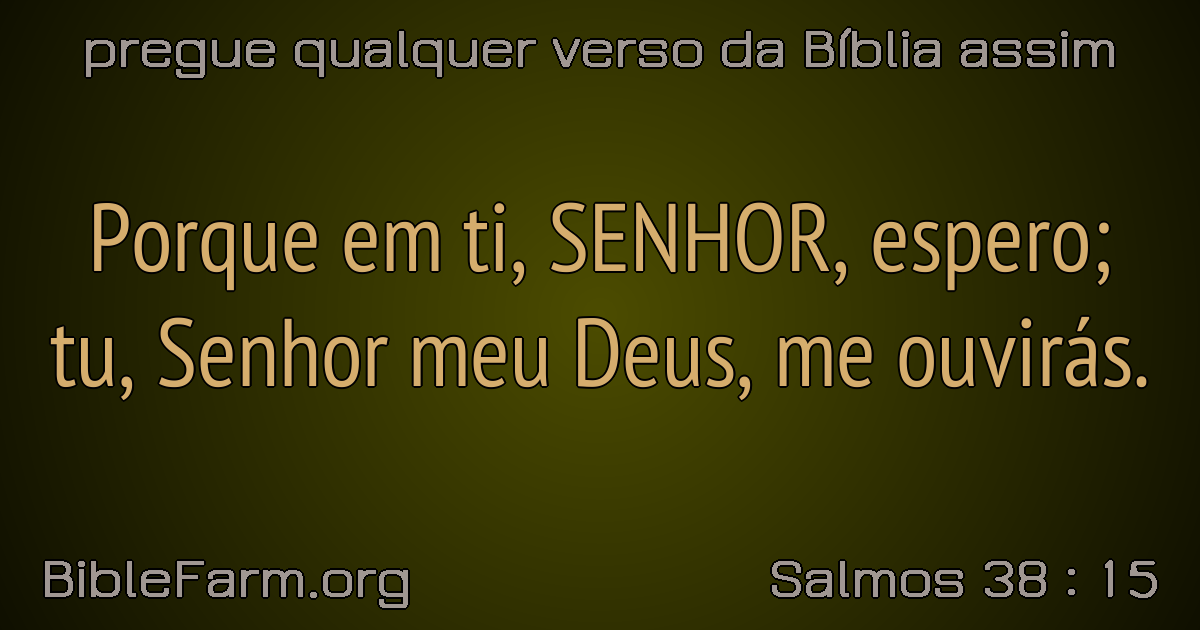 pregue qualquer verso da Bíblia assim
Porque em ti, SENHOR, espero;
tu, Senhor meu Deus, me ouvirás.
BibleFarm.org
Salmos 38 : 15